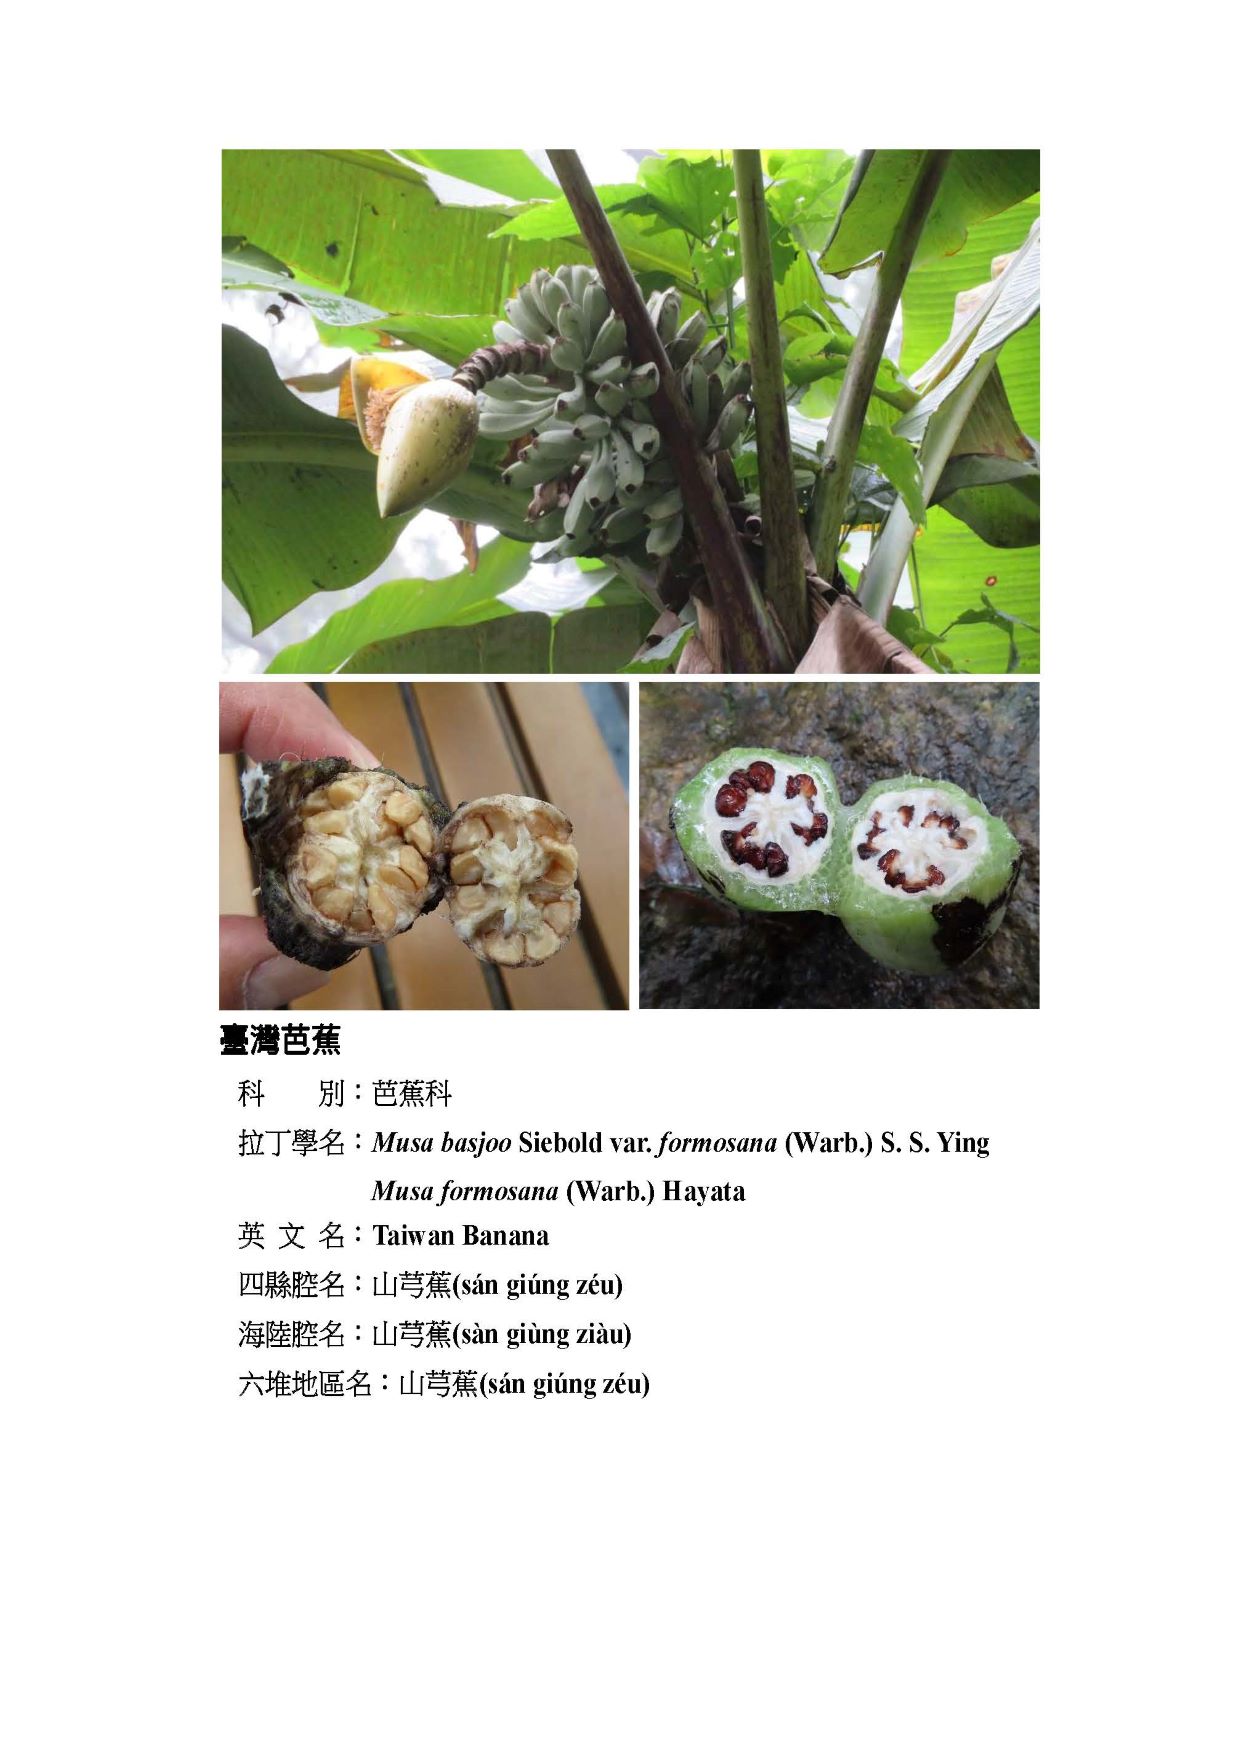 臺灣芭蕉
科 別：芭蕉科
拉丁學名：Musa basjoo Siebold var. formosana (Warb.) S. S. Ying
Musa formosana (Warb.) Hayata
英 文 名：Taiwan Banana
四縣腔名：山芎蕉(sán giúng zéu)
海陸腔名：山芎蕉(sàn giùng ziàu)
六堆地區名：山芎蕉(sán giúng zéu)